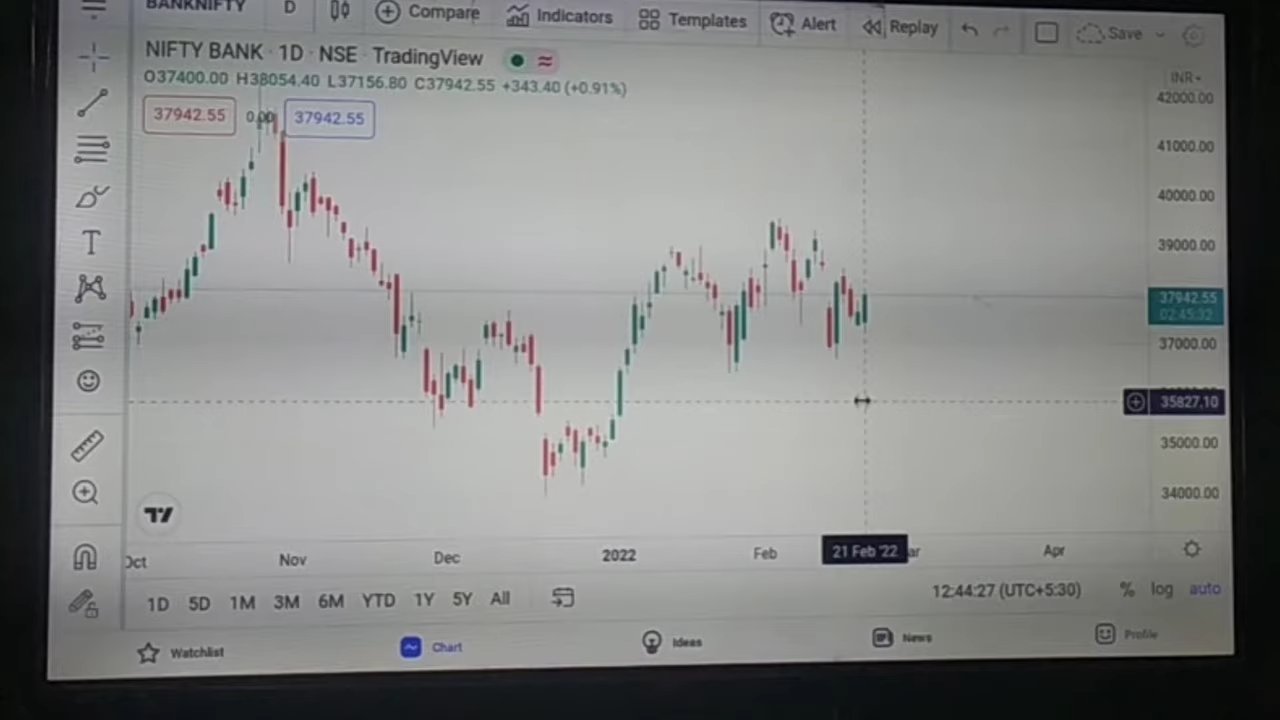 BANKNIFTY D Compare Indicators Templates Alert Replay Save
NIFTY BANK · 1D · NSE TradingView
O37400.00 H38054.40 L37156.80 C37942.55 +343.40 (+0.91%)
37942.55 0.00 37942.55
INR
42000.00
41000.00
40000.00
39000.00
37942.55
02:45:32
37000.00
35827.10
35000.00
34000.00
Oct Nov Dec 2022 Feb 21 Feb '22 ar Apr
1D 5D 1M 3M 6M YTD 1Y 5Y All 12:44:27 (UTC+5:30) % log auto
Watchlist Chart Ideas News Profile